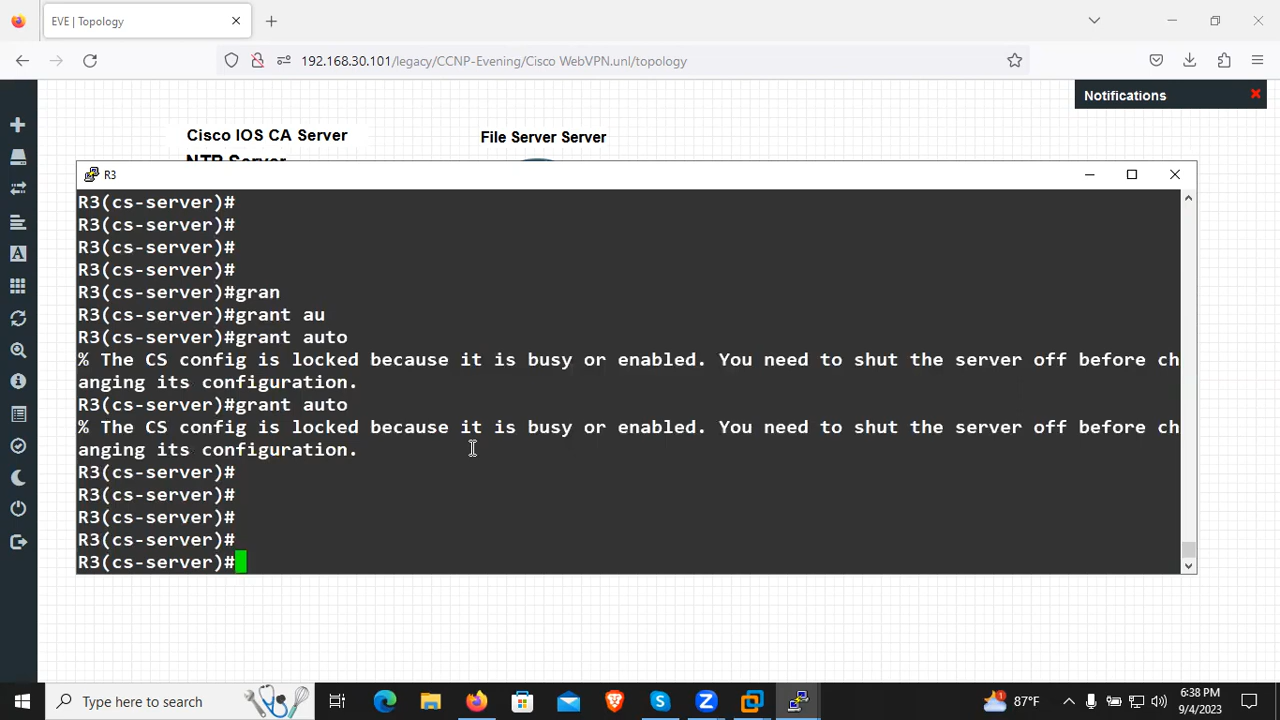 EVE | Topology
192.168.30.101/legacy/CCNP-Evening/Cisco WebVPN.unl/topology
Notifications
Cisco IOS CA Server
File Server Server
NTP Server
R3
R3(cs-server)#
R3(cs-server)#
R3(cs-server)#
R3(cs-server)#
R3(cs-server)#gran
R3(cs-server)#grant au
R3(cs-server)#grant auto
% The CS config is locked because it is busy or enabled. You need to shut the server off before ch
anging its configuration.
R3(cs-server)#grant auto
% The CS config is locked because it is busy or enabled. You need to shut the server off before ch
anging its configuration.
R3(cs-server)#
R3(cs-server)#
R3(cs-server)#
R3(cs-server)#
R3(cs-server)#
Type here to search
87°F
6:38 PM
9/4/2023